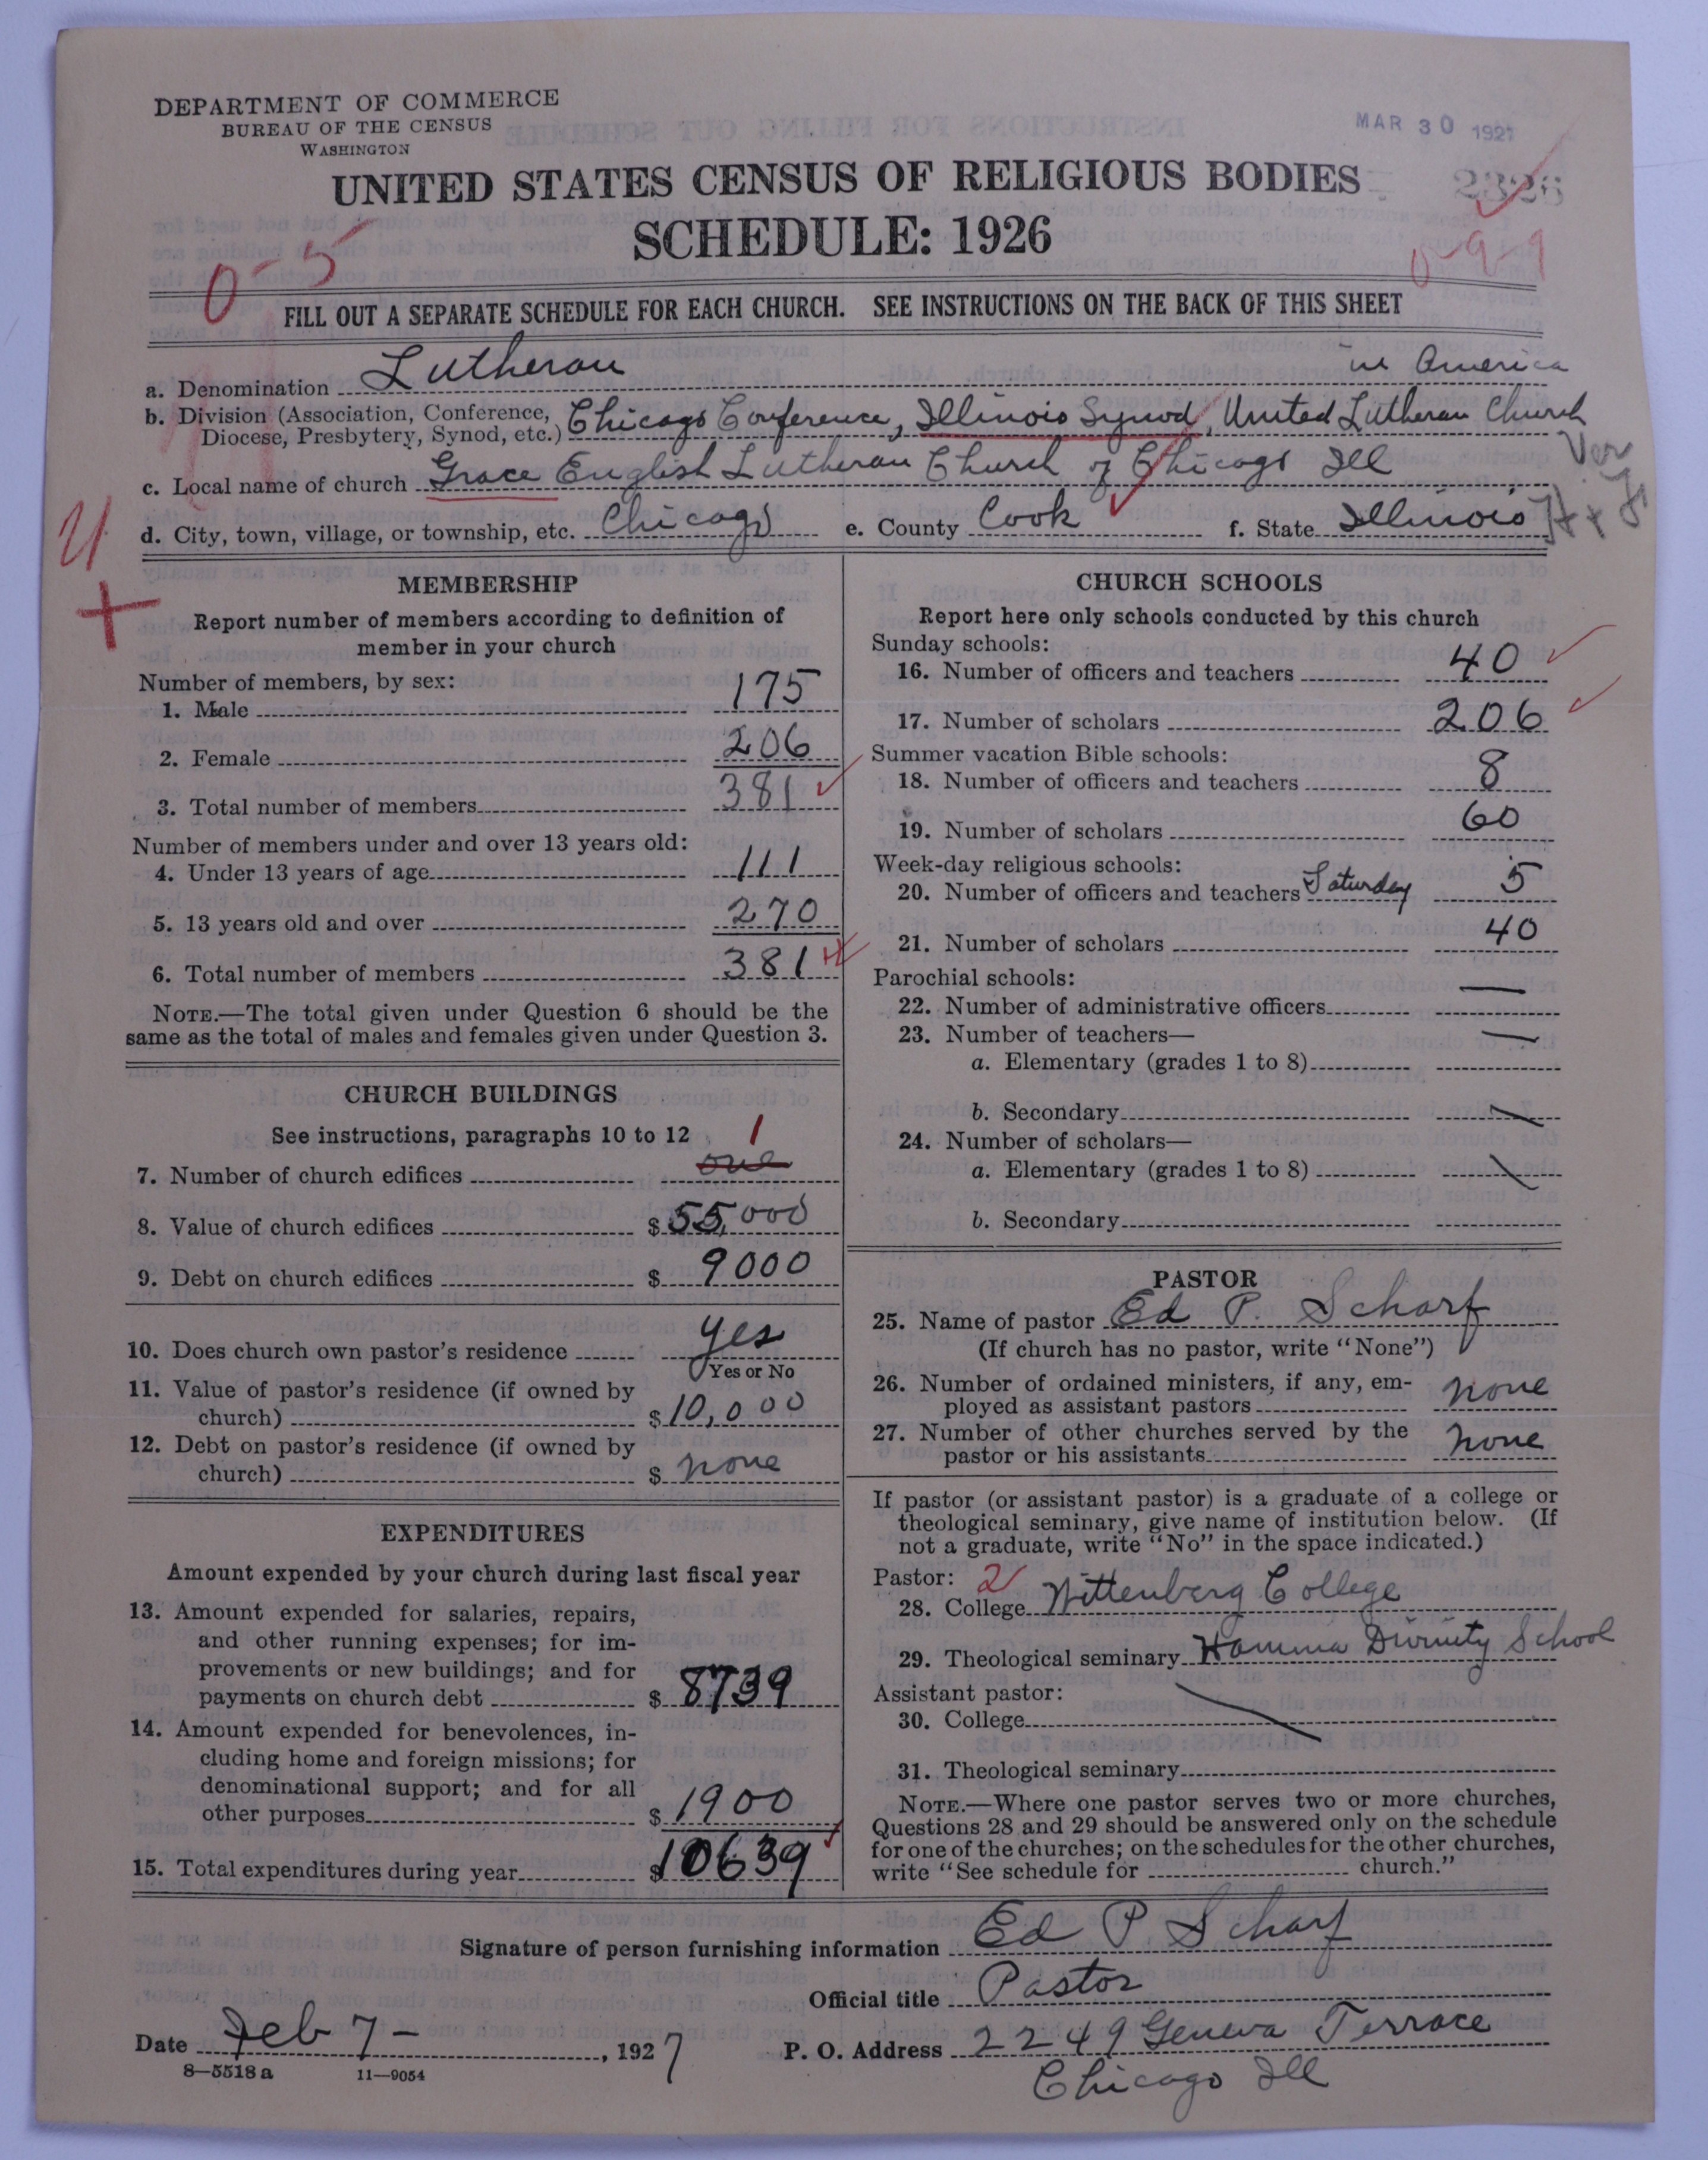 DEPARTMENT OF COMMERCE
BUREAU OF THE CENSUS
WASHINGTON
MAR 30 1927
UNITED STATES CENSUS OF RELIGIOUS BODIES
2326
SCHEDULE: 1926
0-5
0-9-9
FILL OUT A SEPARATE SCHEDULE FOR EACH CHURCH. SEE INSTRUCTIONS ON THE BACK OF THIS SHEET
a. Denomination Lutheran
in America
b. Division (Association, Conference, Diocese, Presbytery, Synod, etc.) Chicago Conference, Illinois Synod, United Lutheran Church
c. Local name of church Grace English Lutheran Church of Chicago Ill
d. City, town, village, or township, etc. Chicago e. County Cook f. State Illinois
MEMBERSHIP
Report number of members according to definition of
member in your church
Number of members, by sex:
1. Male 175
2. Female 206
3. Total number of members 381
Number of members under and over 13 years old:
4. Under 13 years of age 111
5. 13 years old and over 270
6. Total number of members 381
NOTE.—The total given under Question 6 should be the
same as the total of males and females given under Question 3.
CHURCH BUILDINGS
See instructions, paragraphs 10 to 12
1
7. Number of church edifices one
8. Value of church edifices $ 55,000
9. Debt on church edifices $ 9000
10. Does church own pastor's residence yes
Yes or No
11. Value of pastor's residence (if owned by
church) $ 10,000
12. Debt on pastor's residence (if owned by
church) $ none
EXPENDITURES
Amount expended by your church during last fiscal year
13. Amount expended for salaries, repairs,
and other running expenses; for im-
provements or new buildings; and for
payments on church debt $ 8739
14. Amount expended for benevolences, in-
cluding home and foreign missions; for
denominational support; and for all
other purposes $ 1900
15. Total expenditures during year $ 10639
CHURCH SCHOOLS
Report here only schools conducted by this church
Sunday schools:
16. Number of officers and teachers 40
17. Number of scholars 206
Summer vacation Bible schools:
18. Number of officers and teachers 8
19. Number of scholars 60
Week-day religious schools:
20. Number of officers and teachers Saturday 5
21. Number of scholars 40
Parochial schools:
22. Number of administrative officers —
23. Number of teachers— —
a. Elementary (grades 1 to 8)
b. Secondary
24. Number of scholars—
a. Elementary (grades 1 to 8)
b. Secondary
PASTOR
25. Name of pastor Ed P. Scharf
(If church has no pastor, write "None")
26. Number of ordained ministers, if any, em-
ployed as assistant pastors none
27. Number of other churches served by the
pastor or his assistants none
If pastor (or assistant pastor) is a graduate of a college or
theological seminary, give name of institution below. (If
not a graduate, write "No" in the space indicated.)
Pastor: 2
28. College Wittenberg College
29. Theological seminary Hamma Divinity School
Assistant pastor:
30. College
31. Theological seminary
NOTE.—Where one pastor serves two or more churches,
Questions 28 and 29 should be answered only on the schedule
for one of the churches; on the schedules for the other churches,
write "See schedule for church."
Signature of person furnishing information Ed P Scharf
Official title Pastor
Date Feb 7 - , 1927 P. O. Address 2249 Geneva Terrace
8-5518a 11-9054
Chicago Ill